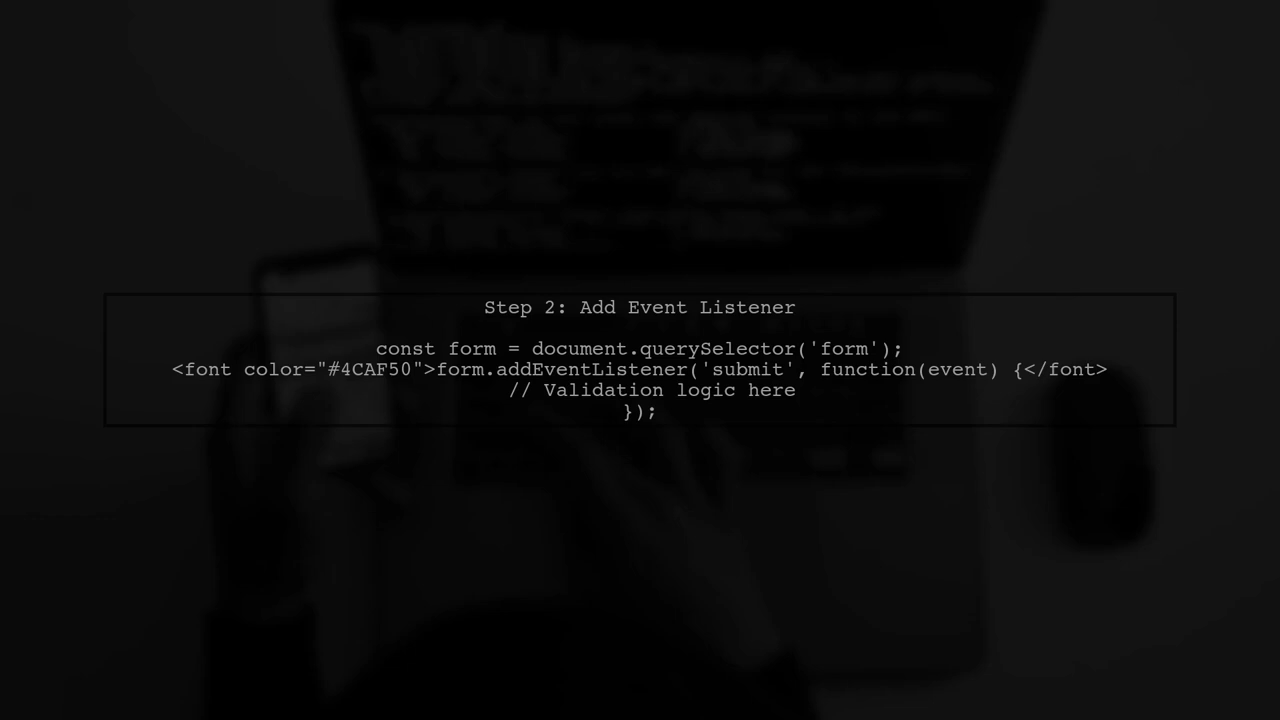 Step 2: Add Event Listener
const form = document.querySelector('form');
<font color="#4CAF50">form.addEventListener('submit', function(event) {</font>
// Validation logic here
});